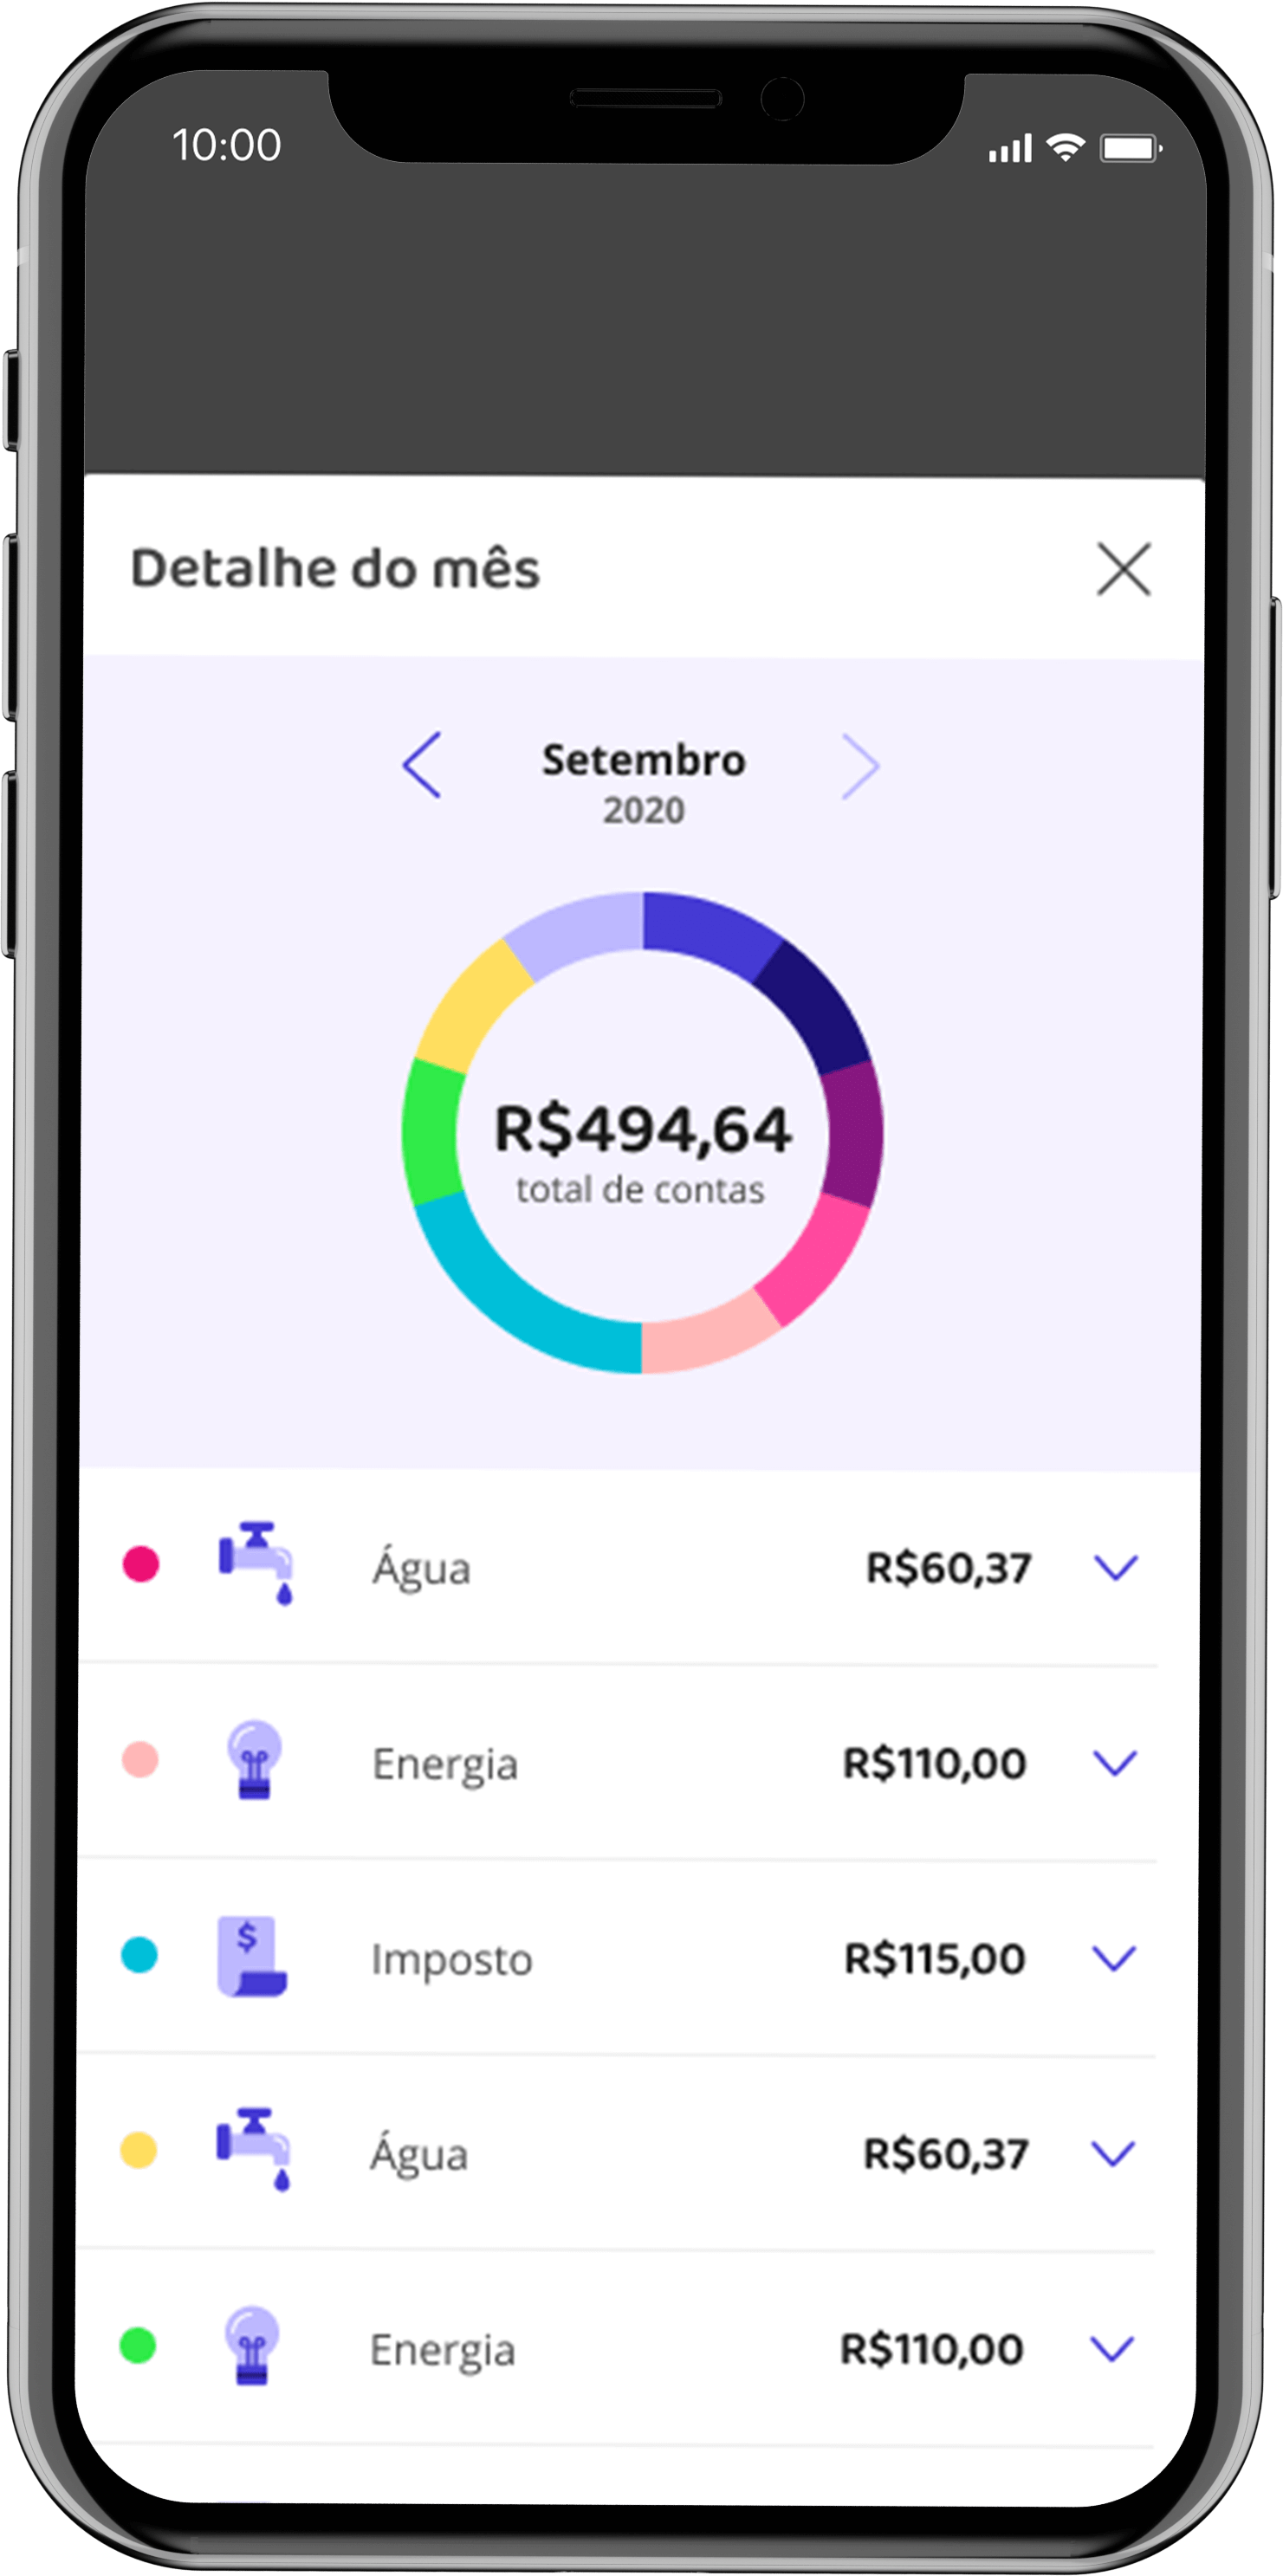 10:00
Detalhe do mês
Setembro
2020
R$494,64
total de contas
Água R$60,37
Energia R$110,00
$
Imposto R$115,00
Água R$60,37
Energia R$110,00